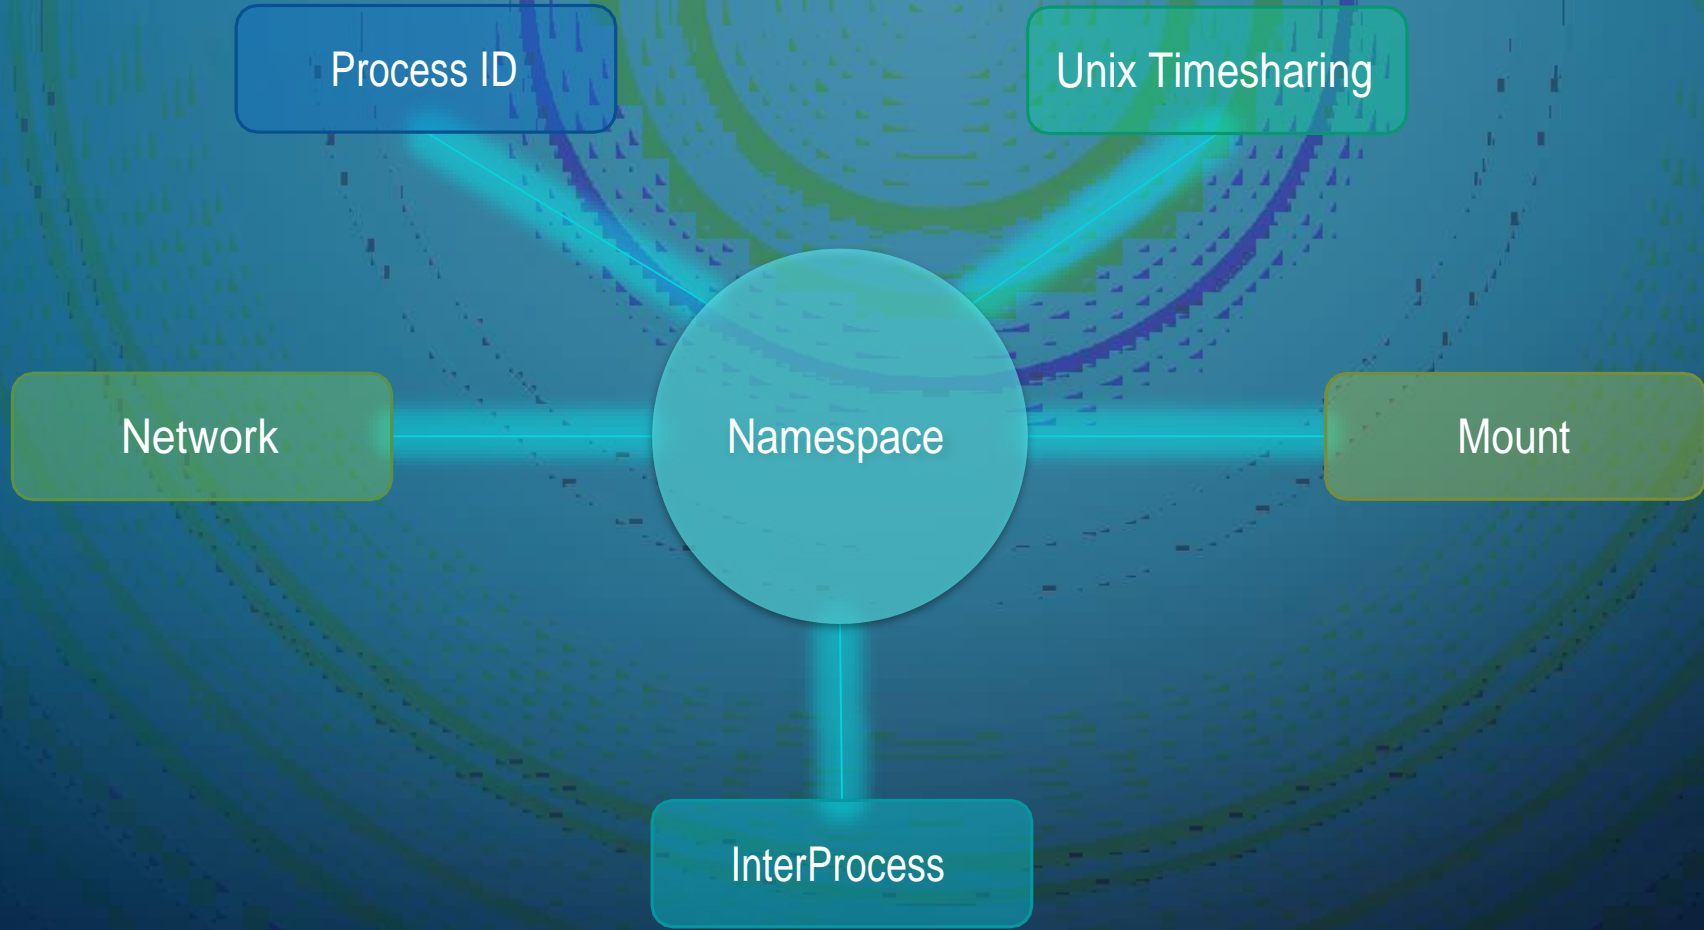 Process ID
Unix Timesharing
Network
Namespace
Mount
InterProcess